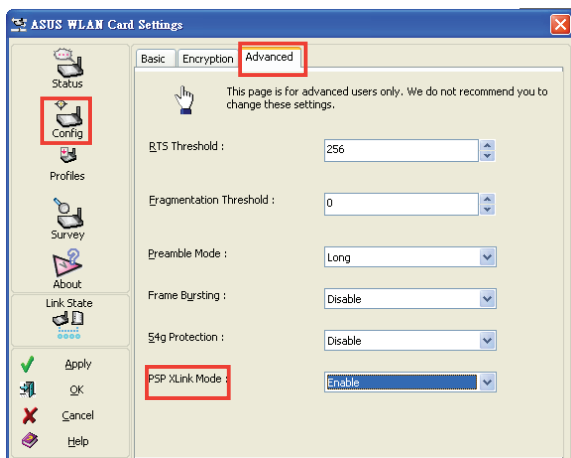 ASUS WLAN Card Settings
Status
Config
Profiles
Survey
About
Link State
Apply
OK
Cancel
Help
Basic
Encryption
Advanced
This page is for advanced users only. We do not recommend you to
change these settings.
RTS Threshold :
256
Fragmentation Threshold :
0
Preamble Mode :
Long
Frame Bursting :
Disable
54g Protection :
Disable
PSP XLink Mode :
Enable